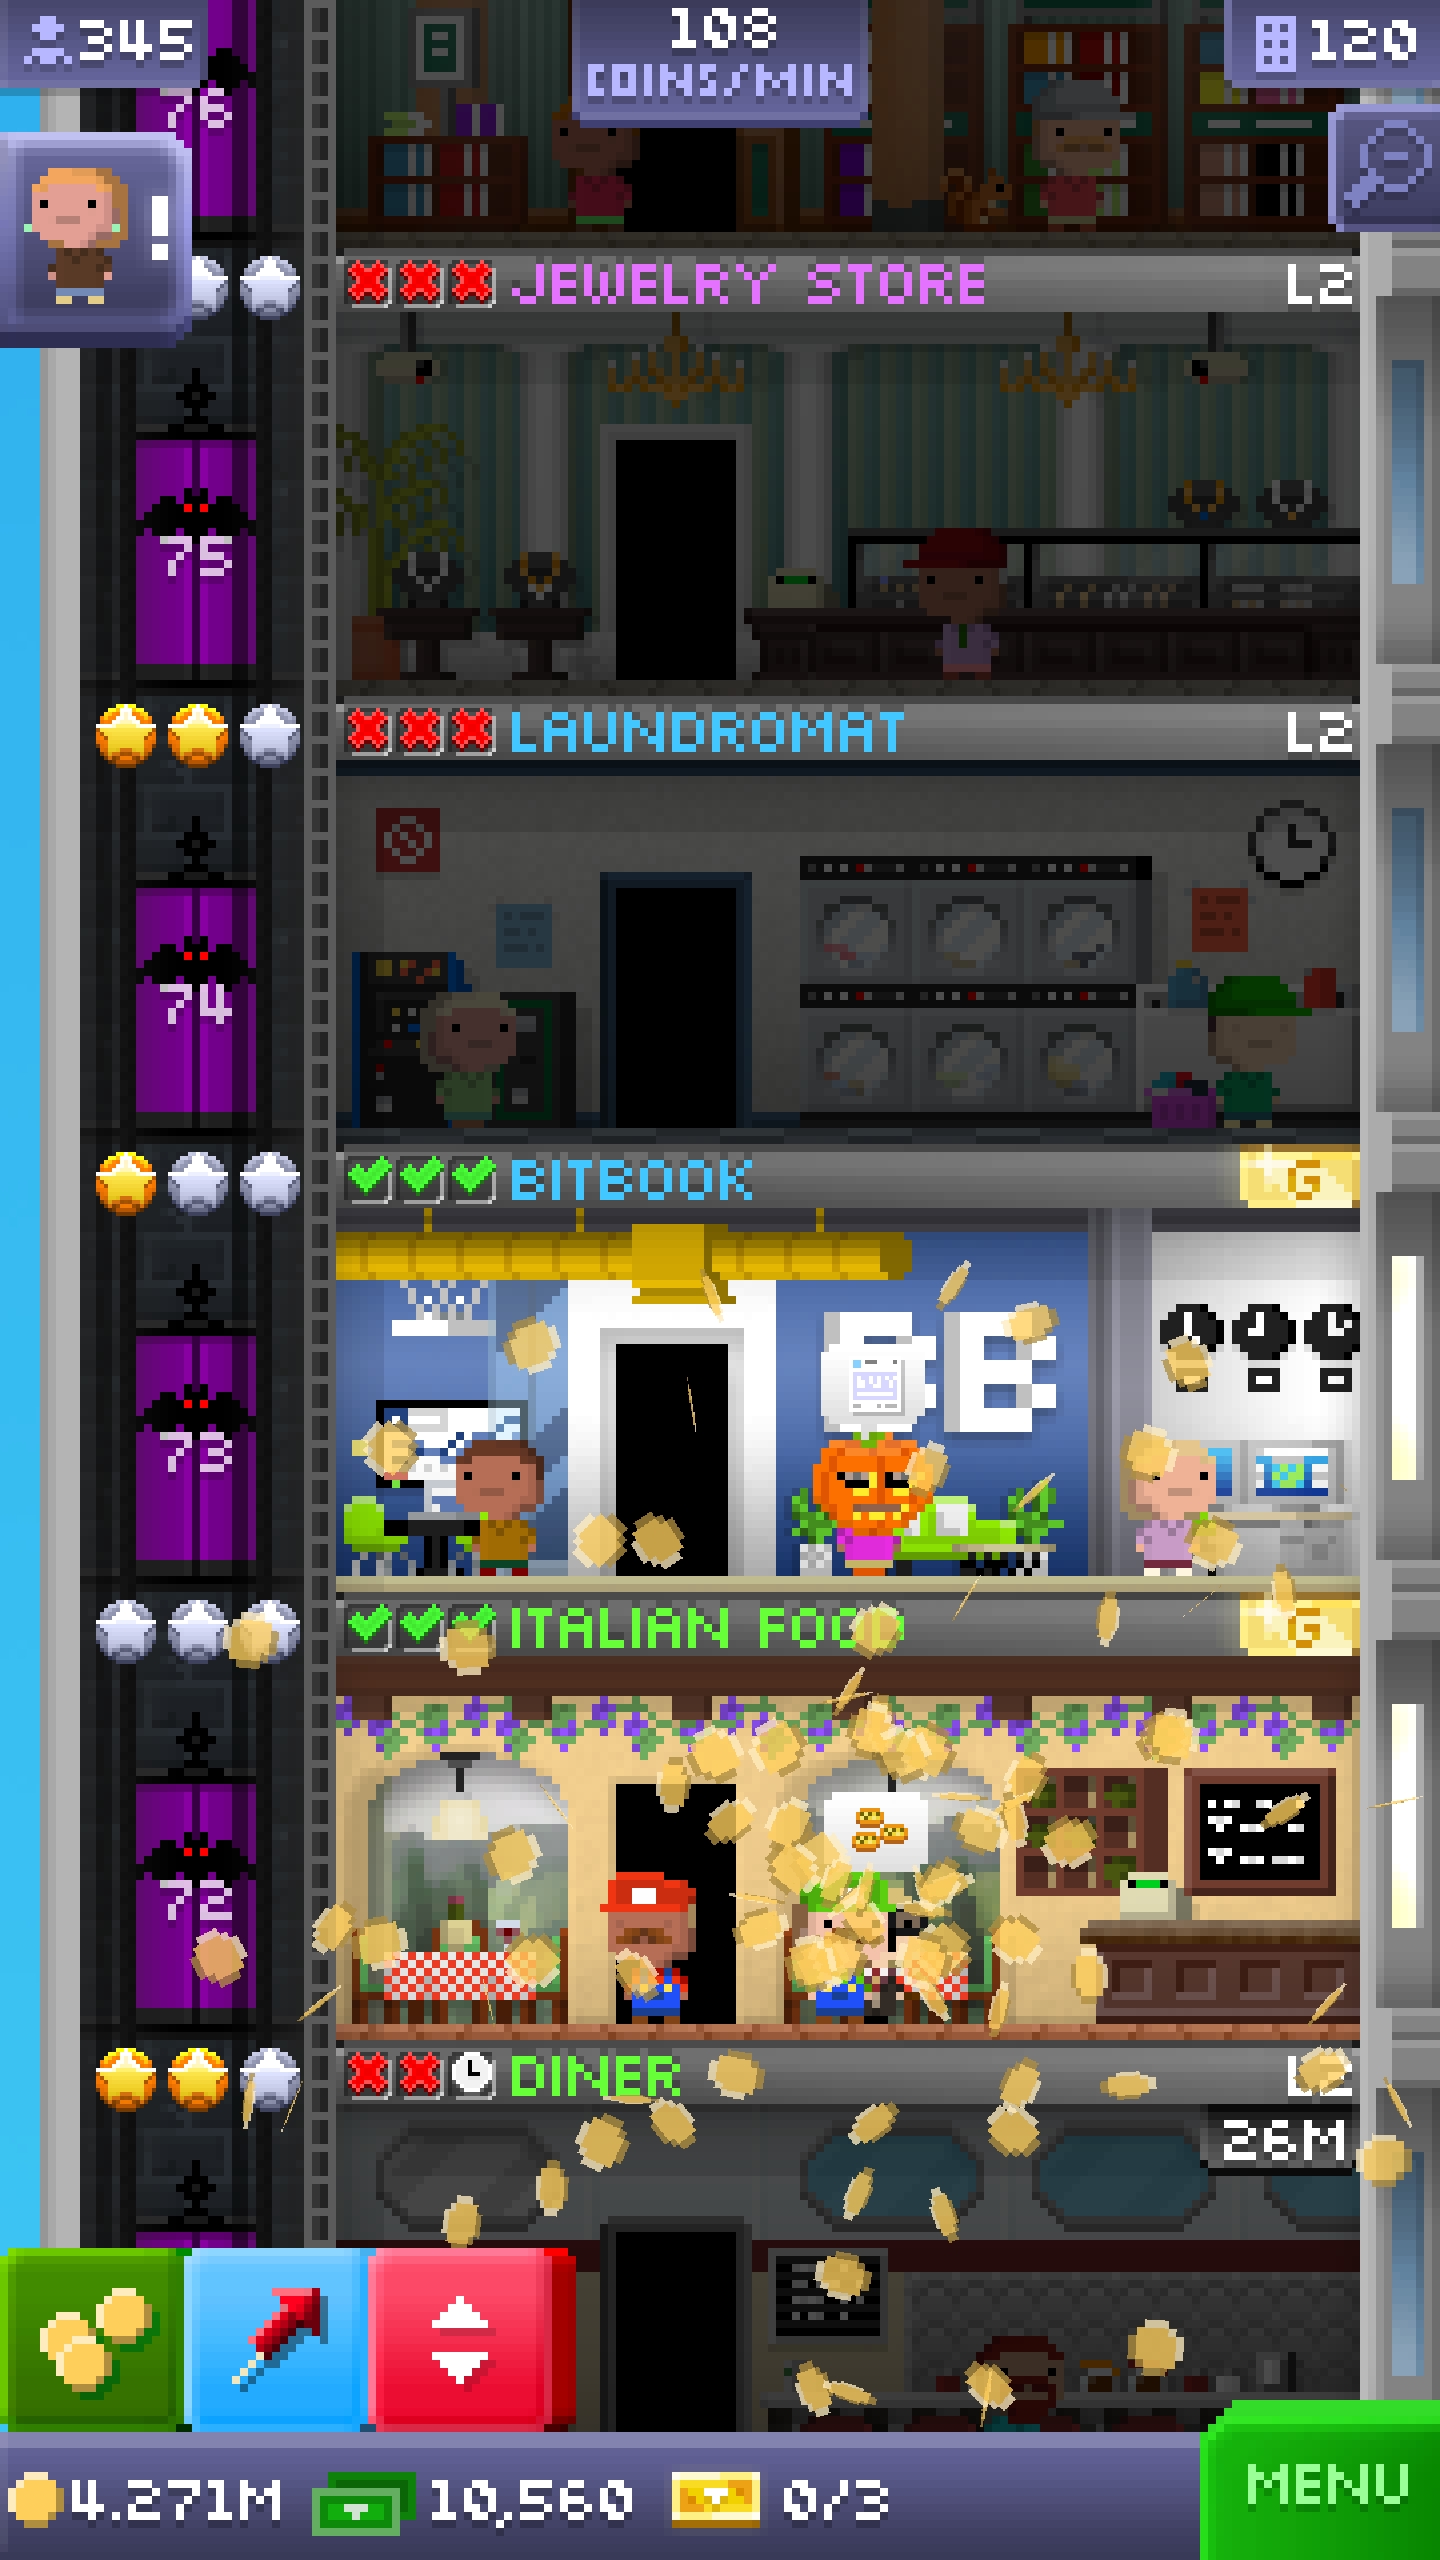 345
108
COINS/MIN
120
76
!
JEWELRY STORE
L2
75
LAUNDROMAT
L2
74
BITBOOK
G
BUY
73
ITALIAN FOOD
G
72
DINER
L2
26M
4.271M
10,560
0/3
MENU